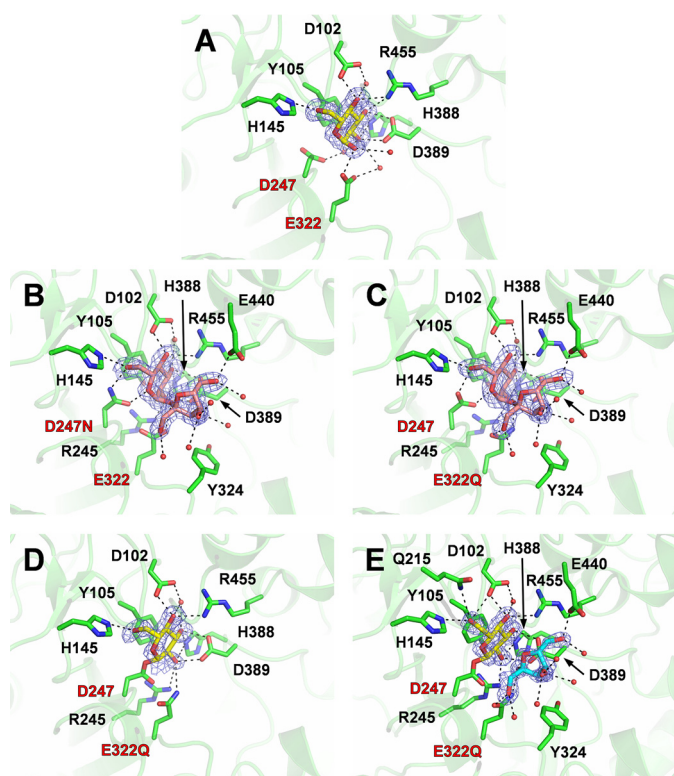 A
D102
R455
Y105
H145
H388
D389
D247
E322
B
D102
H388
E440
R455
Y105
H145
D247N
D389
R245
E322
Y324
C
D102
H388
E440
R455
Y105
H145
D247
D389
R245
E322Q
Y324
D
D102
R455
Y105
H145
H388
D389
D247
R245
E322Q
E
Q215
D102
H388
E440
R455
Y105
H145
D247
D389
R245
E322Q
Y324